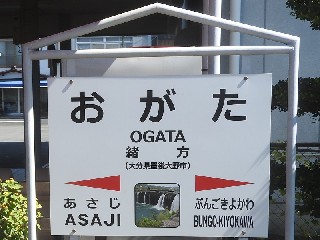 おがた
OGATA
緒方
(大分県豊後大野市)
あさじ
ASAJI
ぶんごきよかわ
BUNGO-KIYOKAWA